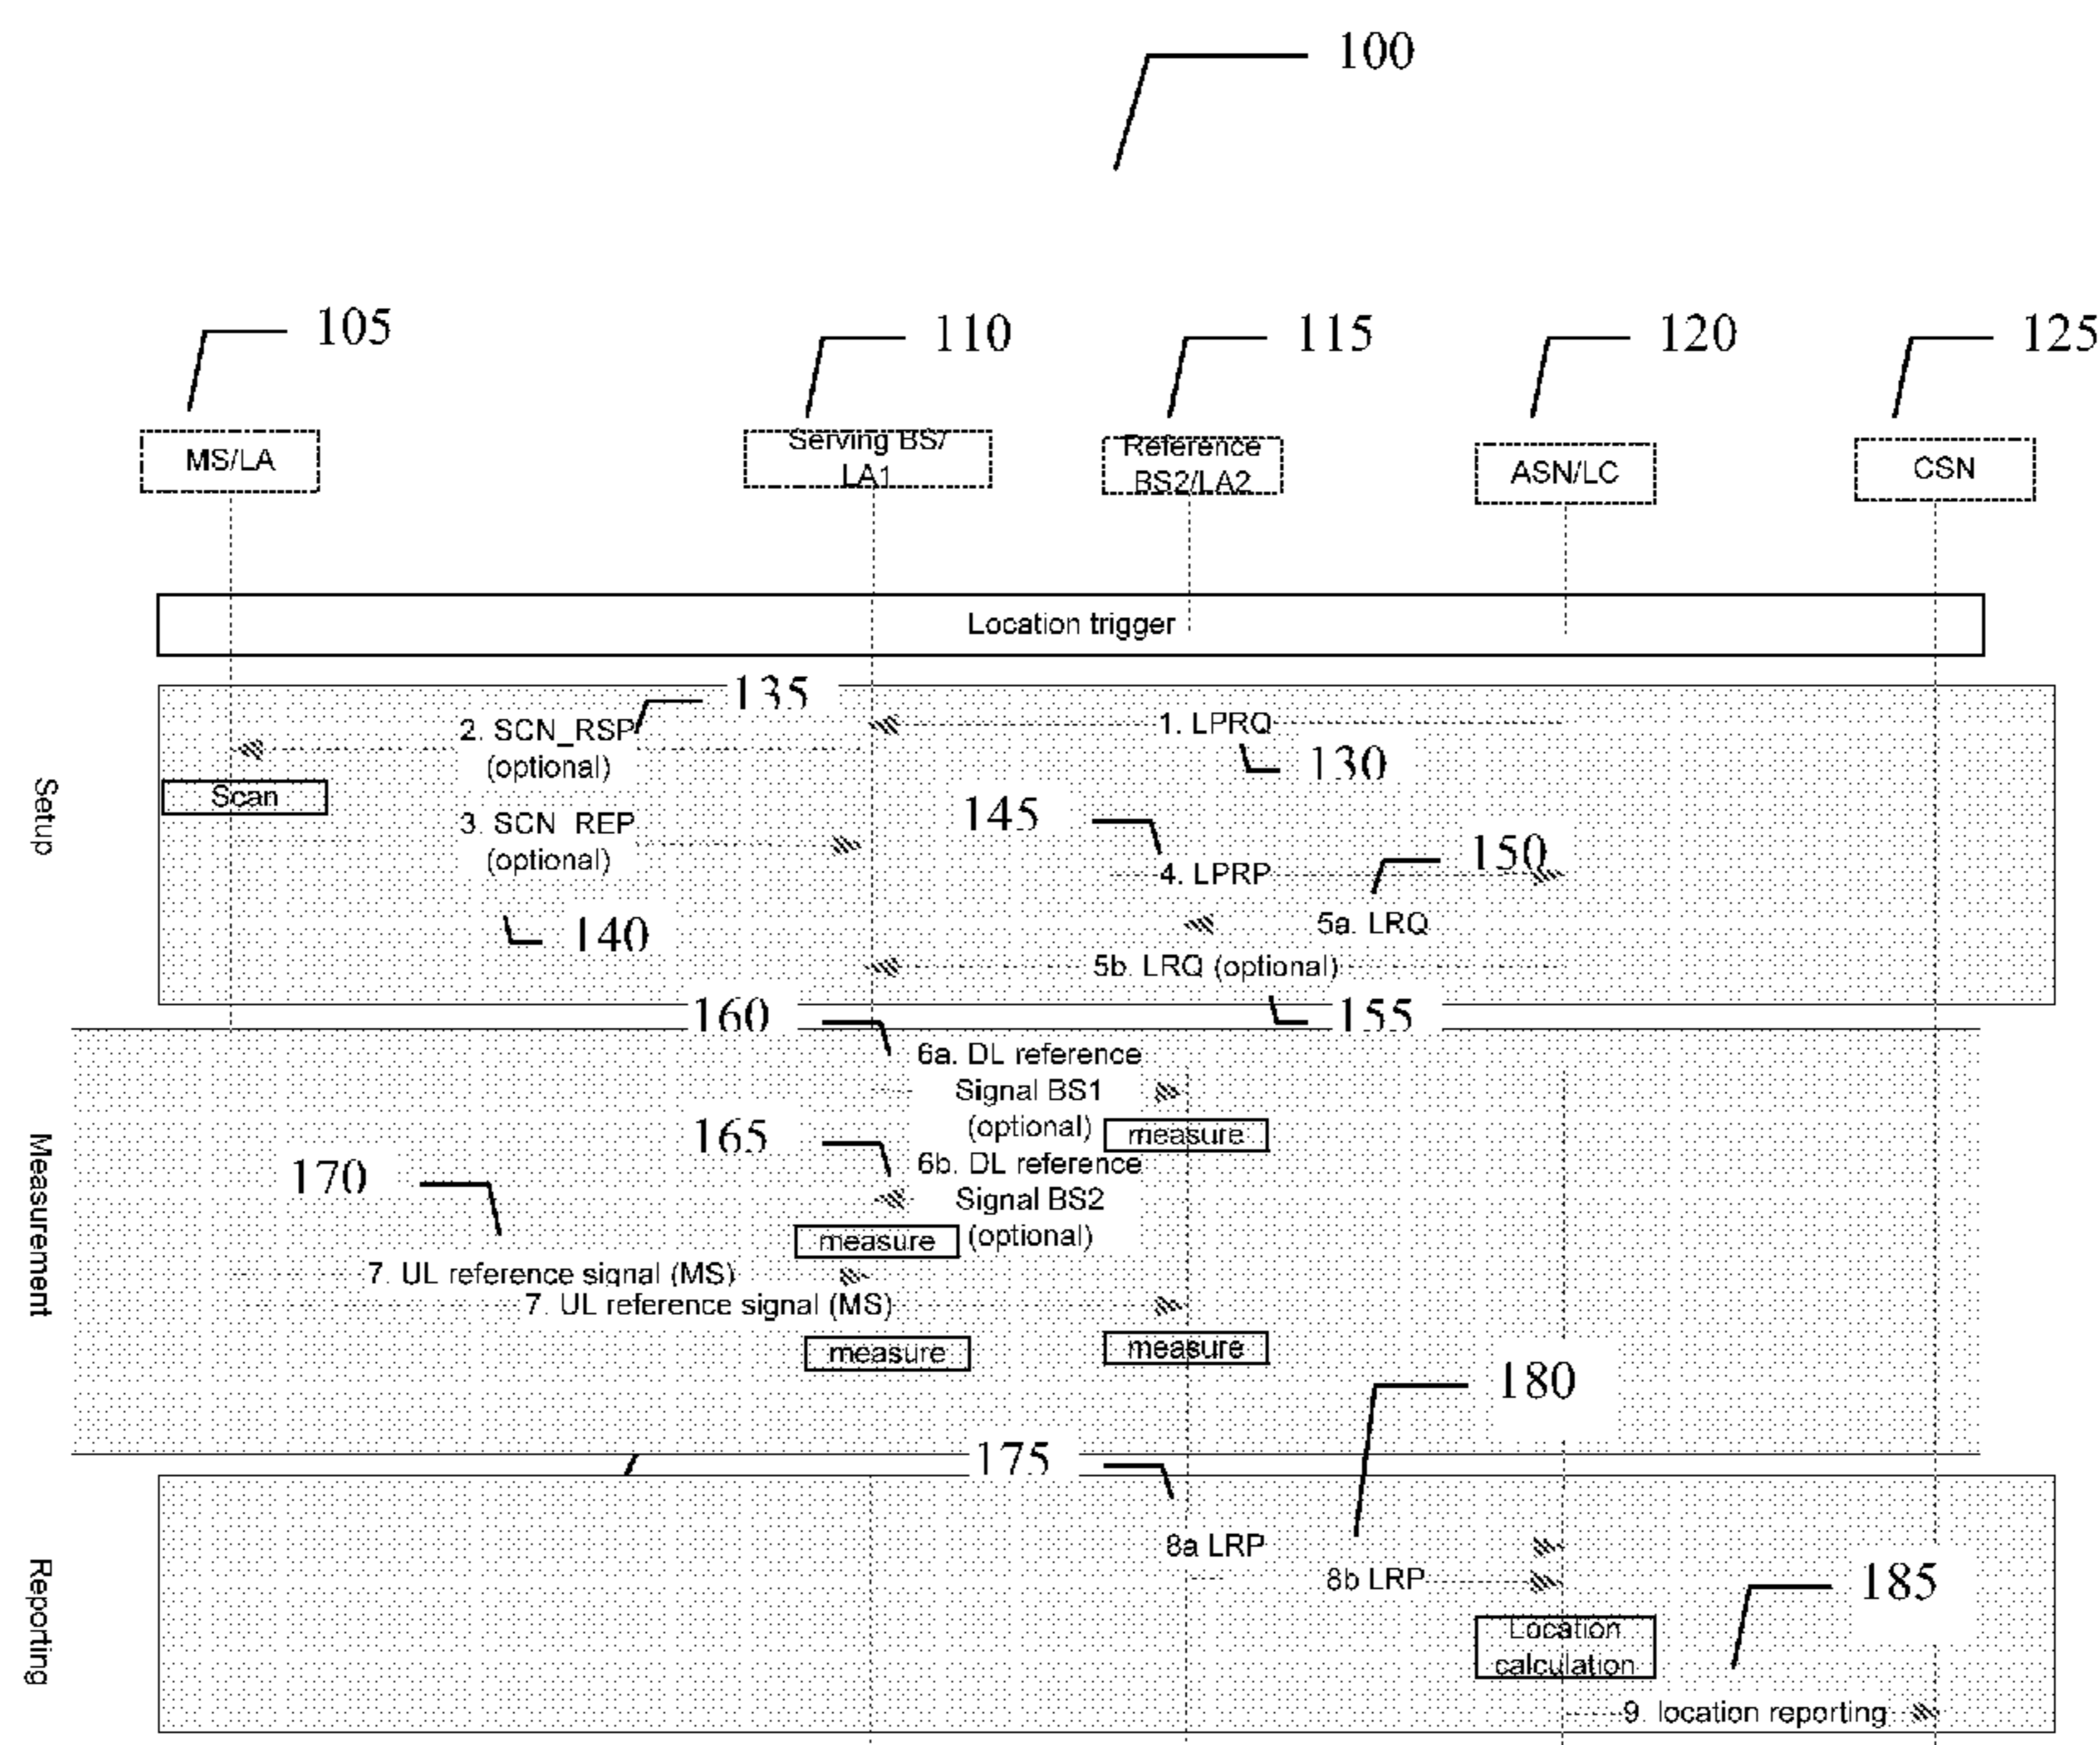 100
105
110
115
120
125
MS/LA
Serving BS/
LA1
Reference
BS2/LA2
ASN/LC
CSN
Location trigger
Setup
135
2. SCN_RSP
(optional)
1. LPRQ
130
Scan
3. SCN_REP
(optional)
145
4. LPRP
150
140
5a. LRQ
5b. LRQ (optional)
160
155
Measurement
6a. DL reference
Signal BS1
(optional)
measure
165
6b. DL reference
Signal BS2
(optional)
measure
170
7. UL reference signal (MS)
7. UL reference signal (MS)
measure
measure
180
175
Reporting
8a LRP
8b LRP
185
Location
calculation
9. location reporting